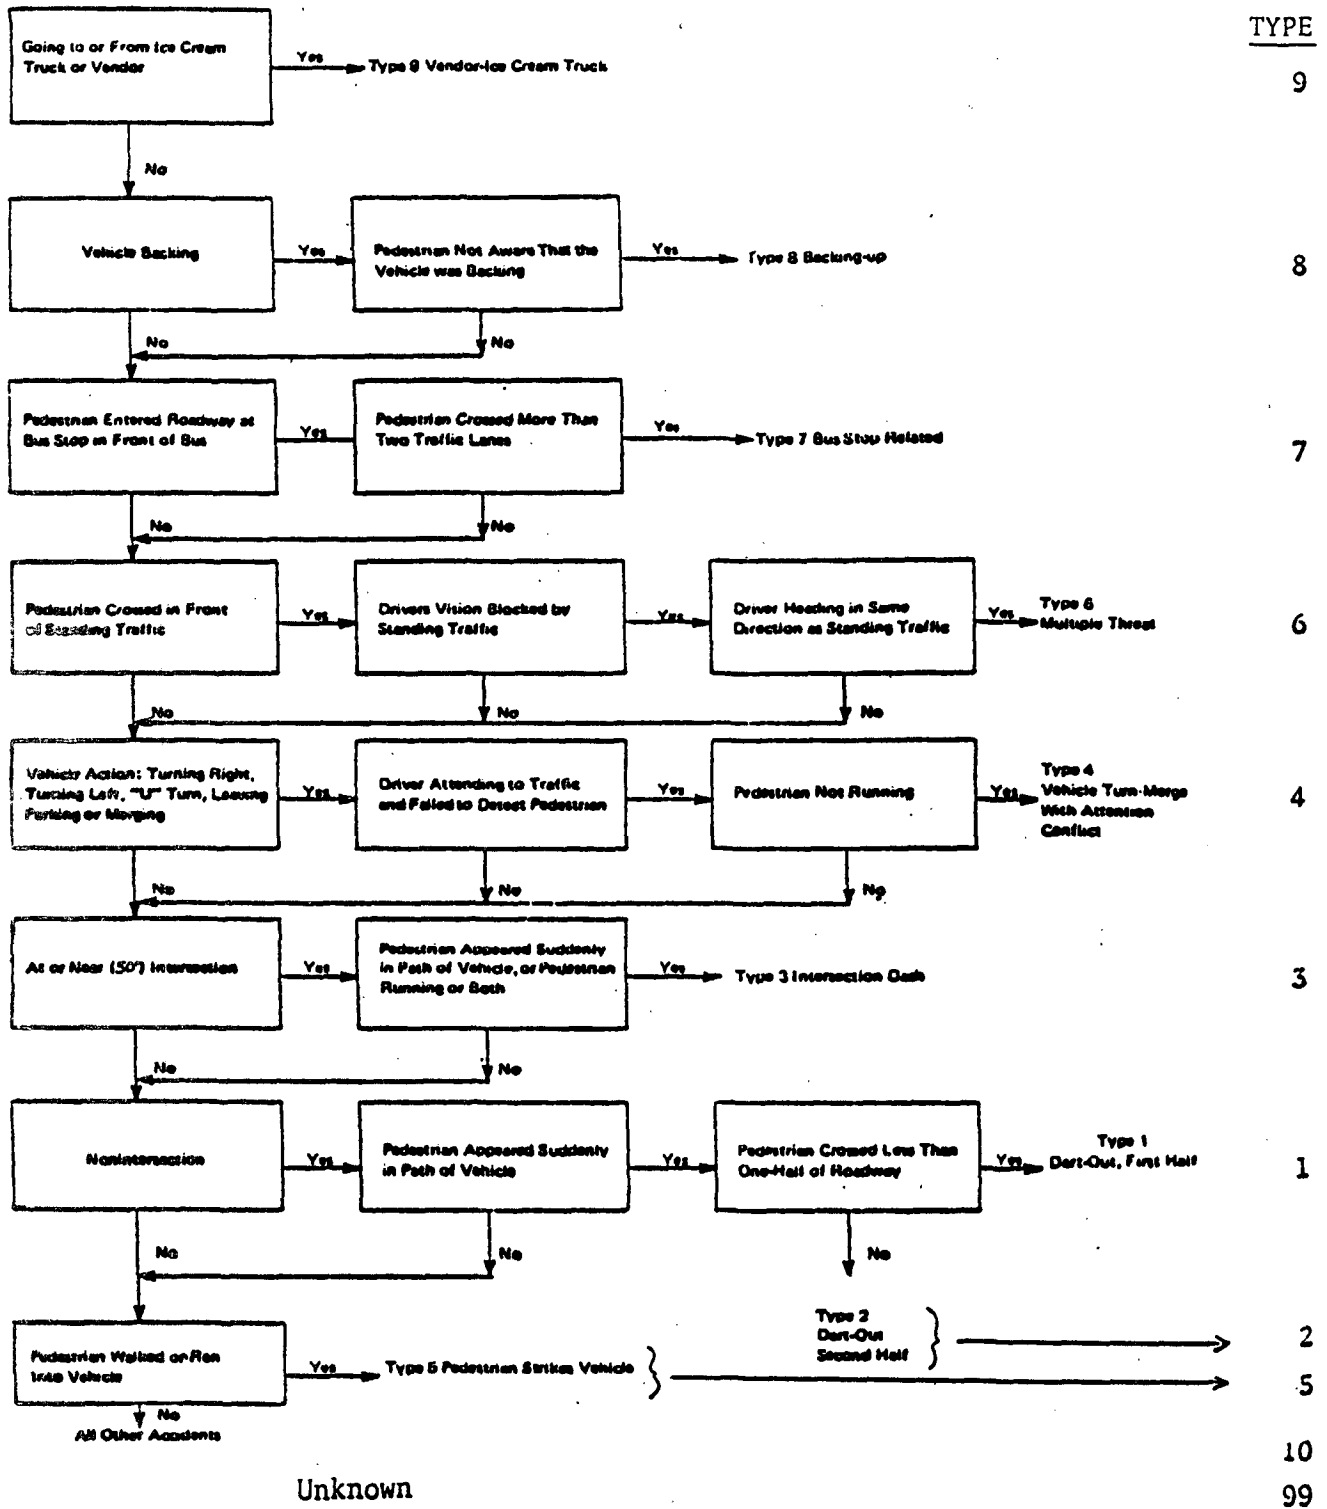 TYPE
Going to or From Ice Cream
Truck or Vendor
Yes
Type 9 Vendor-Ice Cream Truck
9
No
Vehicle Backing
Yes
Pedestrian Not Aware That the
Vehicle was Backing
Yes
Type 8 Backing-up
8
No
No
Pedestrian Entered Roadway at
Bus Stop in Front of Bus
Yes
Pedestrian Crossed More Than
Two Traffic Lanes
Yes
Type 7 Bus Stop Related
7
No
No
Pedestrian Crossed in Front
of Standing Traffic
Yes
Drivers Vision Blocked by
Standing Traffic
Yes
Driver Heading in Same
Direction as Standing Traffic
Yes
Type 6
Multiple Threat
6
No
No
No
Vehicle Action: Turning Right,
Turning Left, "U" Turn, Leaving
Parking or Merging
Yes
Driver Attending to Traffic
and Failed to Detect Pedestrian
Yes
Pedestrian Not Running
Yes
Type 4
Vehicle Turn-Merge
With Attention
Conflict
4
No
No
No
At or Near (50') Intersection
Yes
Pedestrian Appeared Suddenly
in Path of Vehicle, or Pedestrian
Running or Both
Yes
Type 3 Intersection Dash
3
No
No
NonIntersection
Yes
Pedestrian Appeared Suddenly
in Path of Vehicle
Yes
Pedestrian Crossed Less Than
One-Half of Roadway
Yes
Type 1
Dart-Out, First Half
1
No
No
No
Type 2
Dart-Out
Second Half
2
Pedestrian Walked or Ran
Into Vehicle
Yes
Type 5 Pedestrian Strikes Vehicle
5
No
All Other Accidents
10
Unknown
99